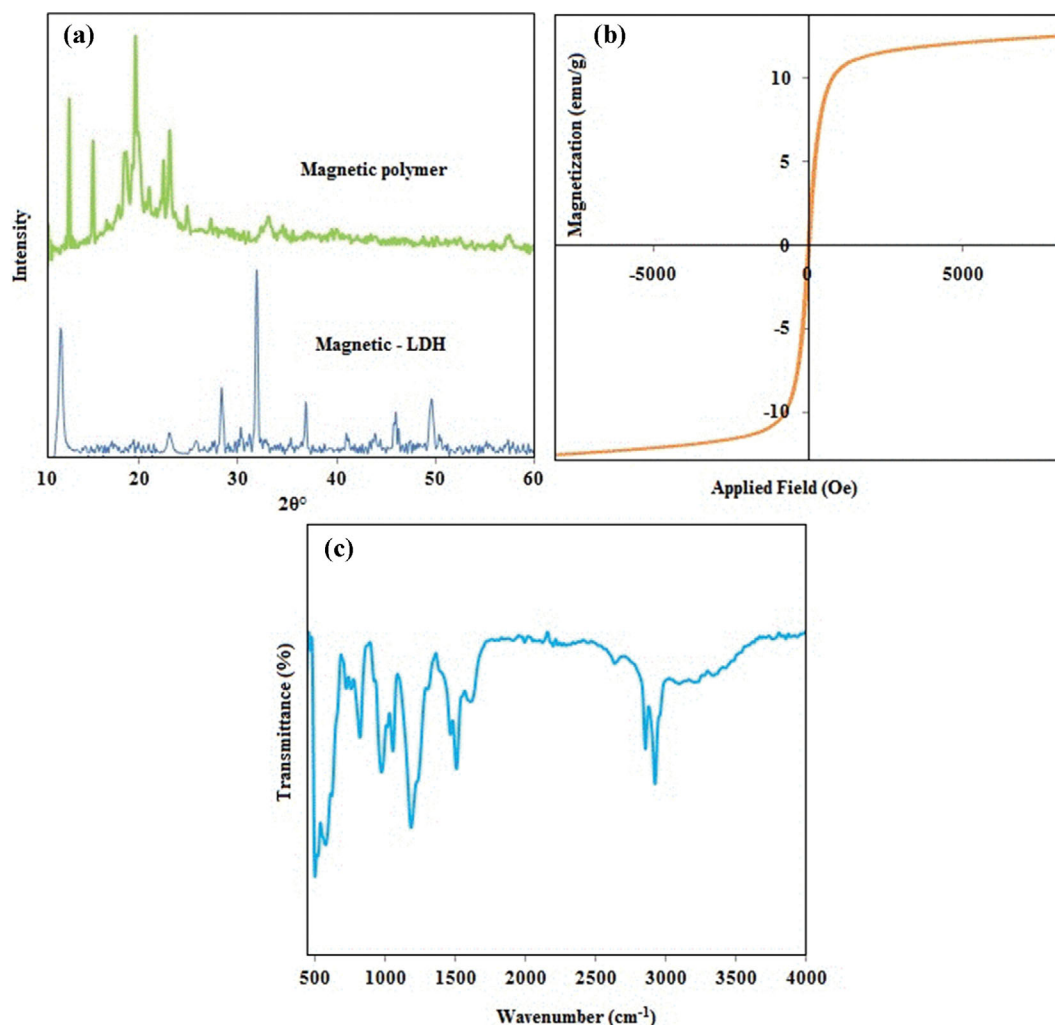 (a)
Magnetic polymer
Intensity
Magnetic - LDH
10 20 30 40 50 60
2θ°
(b)
Magnetization (emu/g)
10
5
0
-5000 0 5000
-5
-10
Applied Field (Oe)
(c)
Transmittance (%)
500 1000 1500 2000 2500 3000 3500 4000
Wavenumber (cm⁻¹)